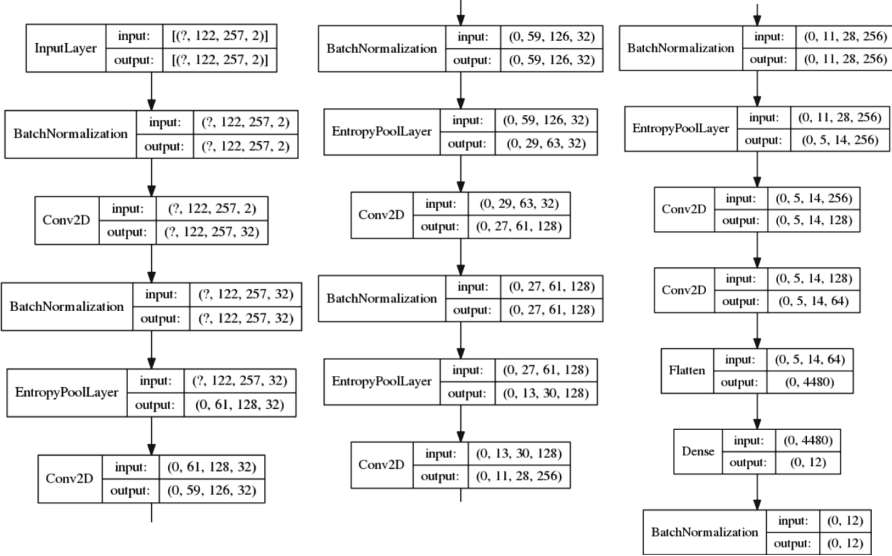 InputLayer input: [(?, 122, 257, 2)]
output: [(?, 122, 257, 2)]
BatchNormalization input: (?, 122, 257, 2)
output: (?, 122, 257, 2)
Conv2D input: (?, 122, 257, 2)
output: (?, 122, 257, 32)
BatchNormalization input: (?, 122, 257, 32)
output: (?, 122, 257, 32)
EntropyPoolLayer input: (?, 122, 257, 32)
output: (0, 61, 128, 32)
Conv2D input: (0, 61, 128, 32)
output: (0, 59, 126, 32)
BatchNormalization input: (0, 59, 126, 32)
output: (0, 59, 126, 32)
EntropyPoolLayer input: (0, 59, 126, 32)
output: (0, 29, 63, 32)
Conv2D input: (0, 29, 63, 32)
output: (0, 27, 61, 128)
BatchNormalization input: (0, 27, 61, 128)
output: (0, 27, 61, 128)
EntropyPoolLayer input: (0, 27, 61, 128)
output: (0, 13, 30, 128)
Conv2D input: (0, 13, 30, 128)
output: (0, 11, 28, 256)
BatchNormalization input: (0, 11, 28, 256)
output: (0, 11, 28, 256)
EntropyPoolLayer input: (0, 11, 28, 256)
output: (0, 5, 14, 256)
Conv2D input: (0, 5, 14, 256)
output: (0, 5, 14, 128)
Conv2D input: (0, 5, 14, 128)
output: (0, 5, 14, 64)
Flatten input: (0, 5, 14, 64)
output: (0, 4480)
Dense input: (0, 4480)
output: (0, 12)
BatchNormalization input: (0, 12)
output: (0, 12)